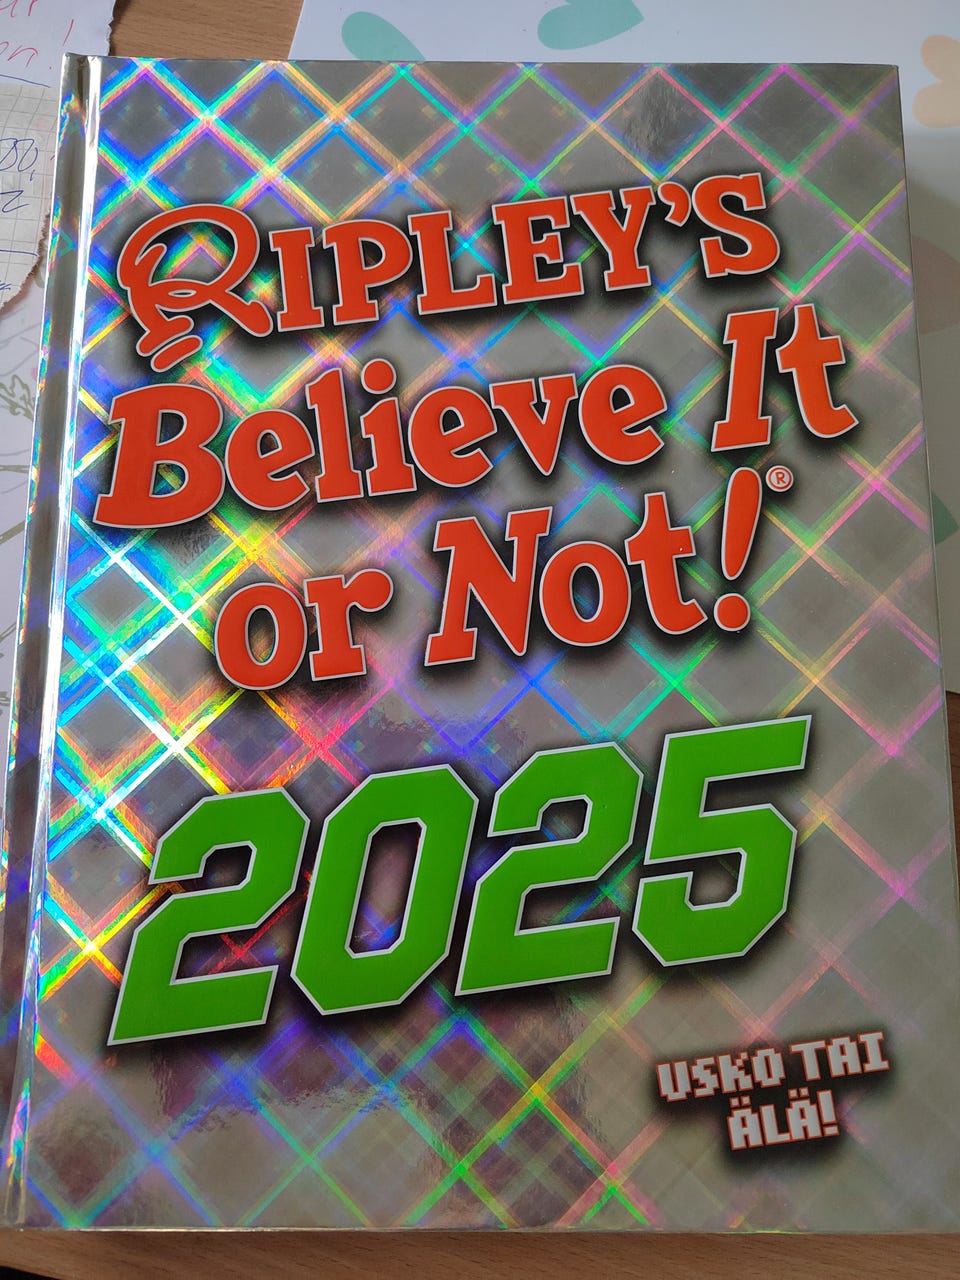 RIPLEY'S
Believe It
or Not!®
2025
USKO TAI
ÄLÄ!